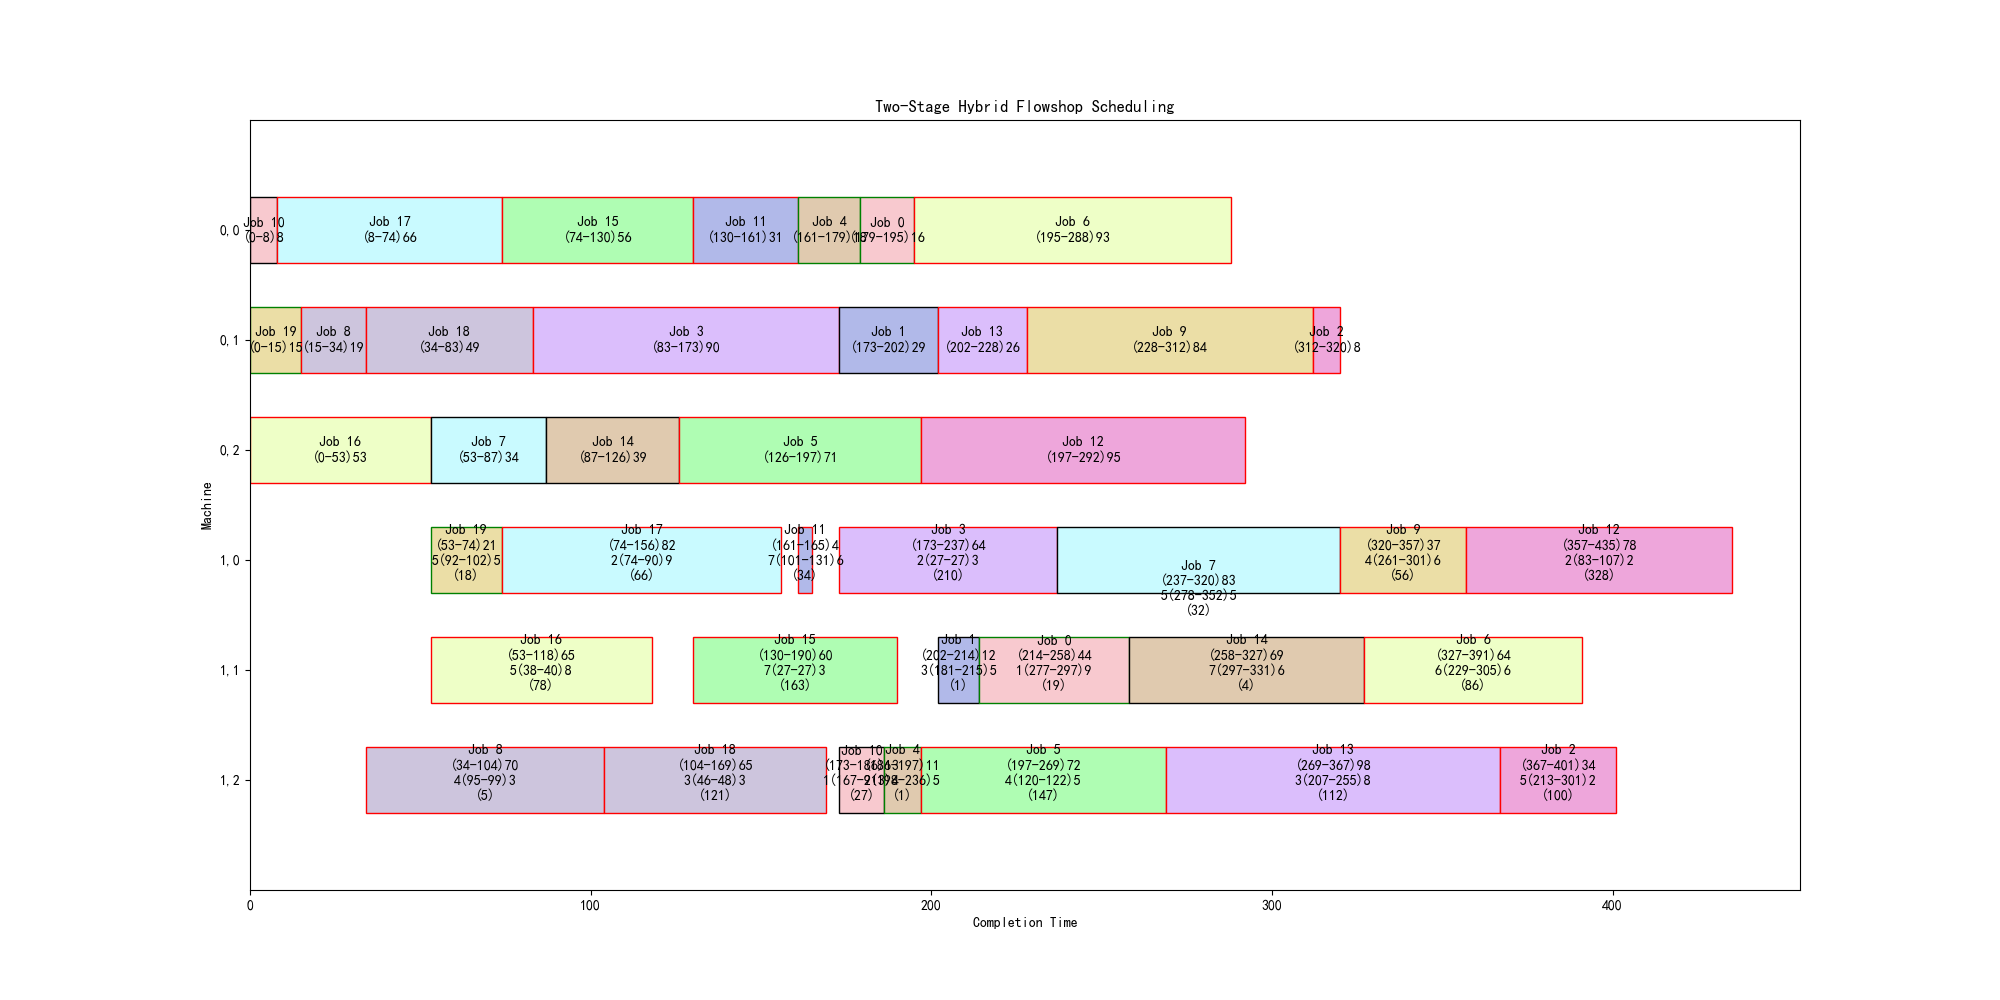 Two-Stage Hybrid Flowshop Scheduling
0,0
Job 10
(0-8)8
Job 17
(8-74)66
Job 15
(74-130)56
Job 11
(130-161)31
Job 4
(161-179)18
Job 0
(179-195)16
Job 6
(195-288)93
0,1
Job 19
(0-15)15
Job 8
(15-34)19
Job 18
(34-83)49
Job 3
(83-173)90
Job 1
(173-202)29
Job 13
(202-228)26
Job 9
(228-312)84
Job 2
(312-320)8
0,2
Job 16
(0-53)53
Job 7
(53-87)34
Job 14
(87-126)39
Job 5
(126-197)71
Job 12
(197-292)95
Machine
1,0
Job 19
(53-74)21
5(92-102)5
(18)
Job 17
(74-156)82
2(74-90)9
(66)
Job 11
(161-165)4
7(101-131)6
(34)
Job 3
(173-237)64
2(27-27)3
(210)
Job 7
(237-320)83
5(278-352)5
(32)
Job 9
(320-357)37
4(261-301)6
(56)
Job 12
(357-435)78
2(83-107)2
(328)
1,1
Job 16
(53-118)65
5(38-40)8
(78)
Job 15
(130-190)60
7(27-27)3
(163)
Job 1
(202-214)12
3(181-215)5
(1)
Job 0
(214-258)44
1(277-297)9
(19)
Job 14
(258-327)69
7(297-331)6
(4)
Job 6
(327-391)64
6(229-305)6
(86)
1,2
Job 8
(34-104)70
4(95-99)3
(5)
Job 18
(104-169)65
3(46-48)3
(121)
Job 10
(173-186)13
(27)
Job 4
(186-197)11
(1)
Job 5
(197-269)72
4(120-122)5
(147)
Job 13
(269-367)98
3(207-255)8
(112)
Job 2
(367-401)34
5(213-301)2
(100)
0
100
200
300
400
Completion Time